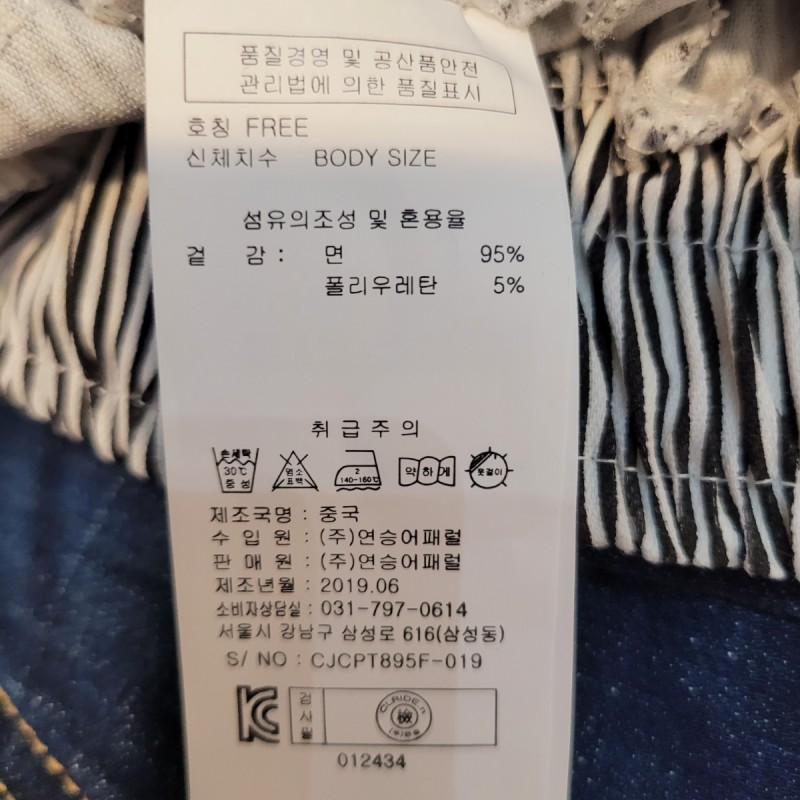 품질경영 및 공산품안전
관리법에 의한 품질표시
호칭 FREE
신체치수 BODY SIZE
섬유의조성 및 혼용율
겉 감 : 면 95%
폴리우레탄 5%
취급주의
손세탁 30℃ 중성
염소 표백
2 140~160℃
약하게
옷걸이
제조국명 : 중국
수 입 원 : (주)연승어패럴
판 매 원 : (주)연승어패럴
제조년월 : 2019.06
소비자상담실 : 031-797-0614
서울시 강남구 삼성로 616(삼성동)
S/ NO : CJCPT895F-019
검사필
012434